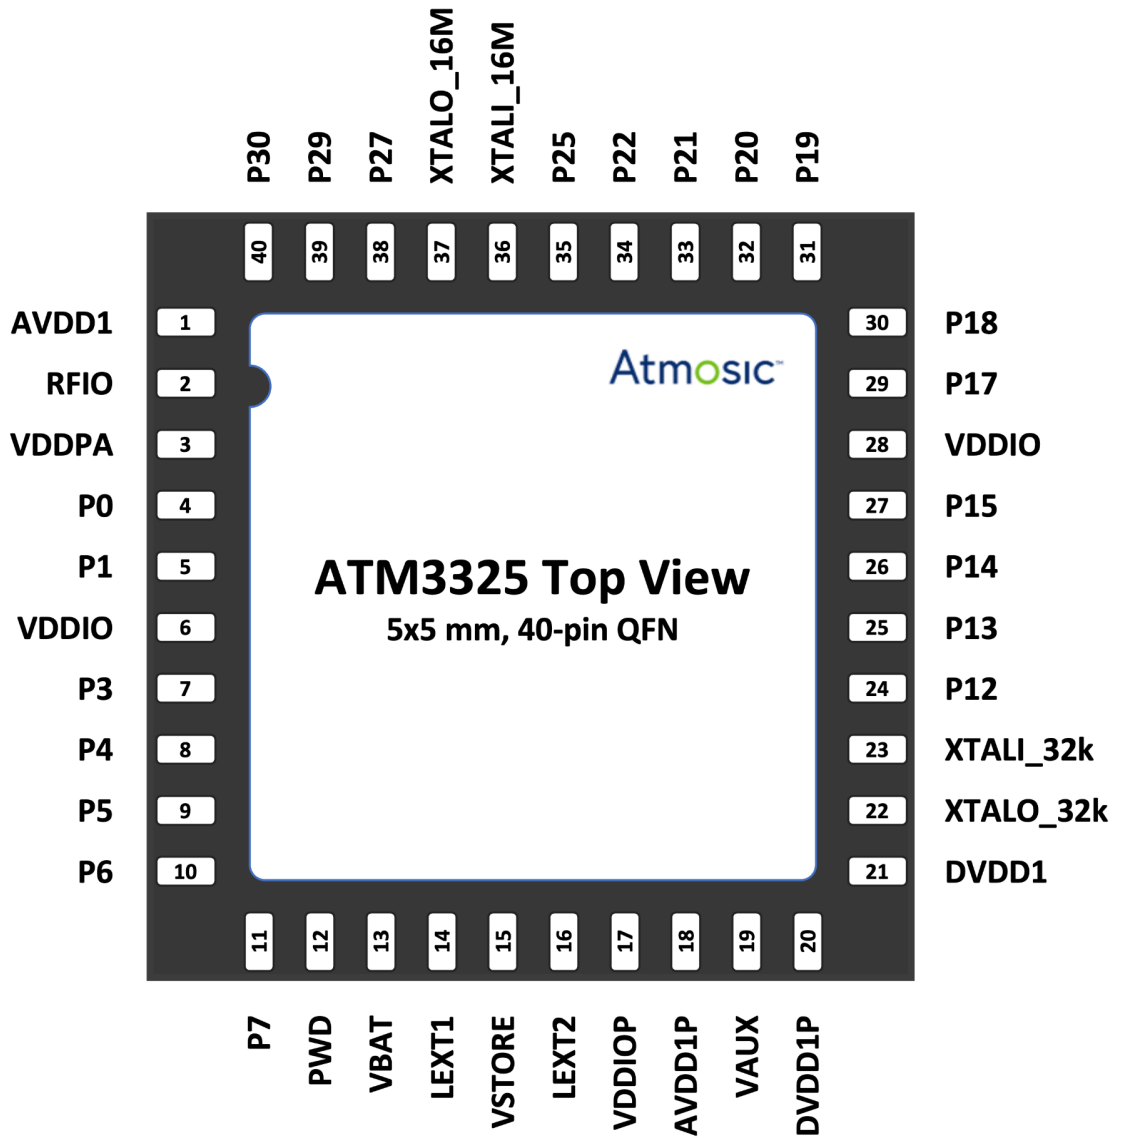 P30 P29 P27 XTALO_16M XTALI_16M P25 P22 P21 P20 P19
40 39 38 37 36 35 34 33 32 31
AVDD1 1 30 P18
Atmosic™
RFIO 2 29 P17
VDDPA 3 28 VDDIO
P0 4 27 P15
P1 5 26 P14
ATM3325 Top View
5x5 mm, 40-pin QFN
VDDIO 6 25 P13
P3 7 24 P12
P4 8 23 XTALI_32k
P5 9 22 XTALO_32k
P6 10 21 DVDD1
11 12 13 14 15 16 17 18 19 20
P7 PWD VBAT LEXT1 VSTORE LEXT2 VDDIOP AVDD1P VAUX DVDD1P